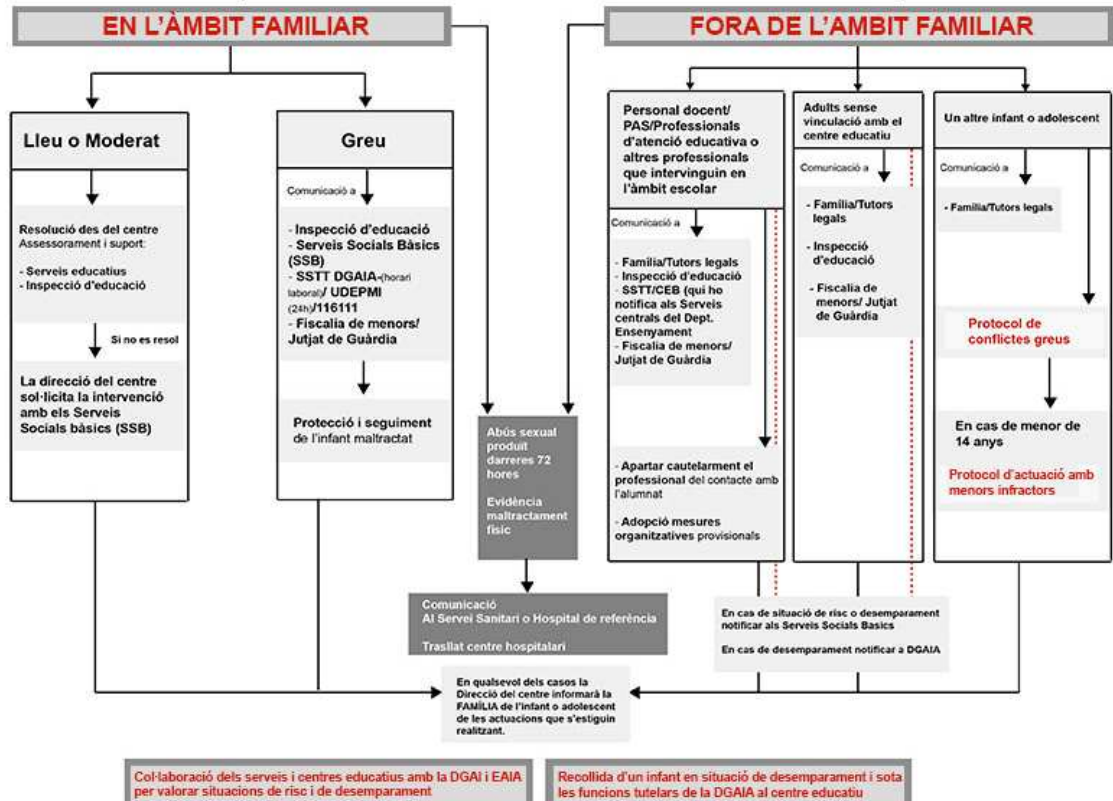 EN L'ÀMBIT FAMILIAR
Lleu o Moderat
Resolució des del centre
Assessorament i suport:
- Serveis educatius
- Inspecció d'educació
Si no es resol
La direcció del centre
sol·licita la intervenció
amb els Serveis
Socials bàsics (SSB)
Greu
Comunicació a
- Inspecció d'educació
- Serveis Socials Bàsics
(SSB)
- SSTT DGAIA-(horari
laboral)/ UDEPMI
(24h)/116111
- Fiscalia de menors/
Jutjat de Guàrdia
Protecció i seguiment
de l'infant maltractat
Abús sexual
produït
darreres 72
hores
Evidència
maltractament
físic
Comunicació
Al Servei Sanitari o Hospital de referència
Trasllat centre hospitalari
FORA DE L'AMBIT FAMILIAR
Personal docent/
PAS/Professionals
d'atenció educativa o
altres professionals
que intervinguin en
l'àmbit escolar
Comunicació a
- Família/Tutors legals
- Inspecció d'educació
- SSTT/CEB (qui ho
notifica als Serveis
centrals del Dept.
Ensenyament
- Fiscalia de menors/
Jutjat de Guàrdia
- Apartar cautelarment el
professional del contacte amb
l'alumnat
- Adopció mesures
organitzatives provisionals
Adults sense
vinculació amb el
centre educatiu
Comunicació a
- Família/Tutors
legals
- Inspecció
d'educació
- Fiscalia de
menors/ Jutjat
de Guàrdia
Un altre infant o adolescent
Comunicació a
- Família/Tutors legals
Protocol de
conflictes greus
En cas de menor de
14 anys
Protocol d'actuació amb
menors infractors
En cas de situació de risc o desemparament
notificar als Serveis Socials Basics
En cas de desemparament notificar a DGAIA
En qualsevol dels casos la
Direcció del centre informarà la
FAMÍLIA de l'infant o adolescent
de les actuacions que s'estiguin
realitzant.
Col·laboració dels serveis i centres educatius amb la DGAI i EAIA
per valorar situacions de risc i de desemparament
Recollida d'un infant en situació de desemparament i sota
les funcions tutelars de la DGAIA al centre educatiu